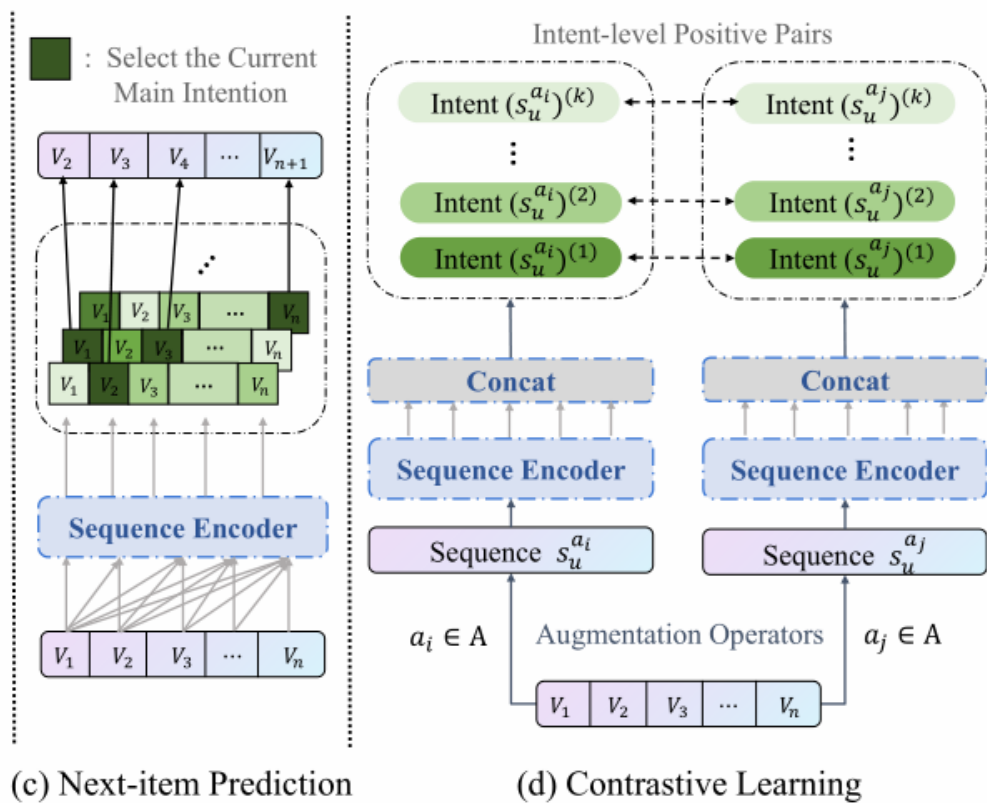 : Select the Current
Main Intention
V₂ V₃ V₄ ... Vₙ₊₁
⋰
V₁ V₂ V₃ ... Vₙ
V₁ V₂ V₃ ... Vₙ
V₁ V₂ V₃ ... Vₙ
Sequence Encoder
V₁ V₂ V₃ ... Vₙ
(c) Next-item Prediction
Intent-level Positive Pairs
Intent (s_u^{a_i})^{(k)} Intent (s_u^{a_j})^{(k)}
⋮ ⋮
Intent (s_u^{a_i})^{(2)} Intent (s_u^{a_j})^{(2)}
Intent (s_u^{a_i})^{(1)} Intent (s_u^{a_j})^{(1)}
Concat Concat
Sequence Encoder Sequence Encoder
Sequence s_u^{a_i} Sequence s_u^{a_j}
a_i ∈ A Augmentation Operators a_j ∈ A
V₁ V₂ V₃ ... Vₙ
(d) Contrastive Learning